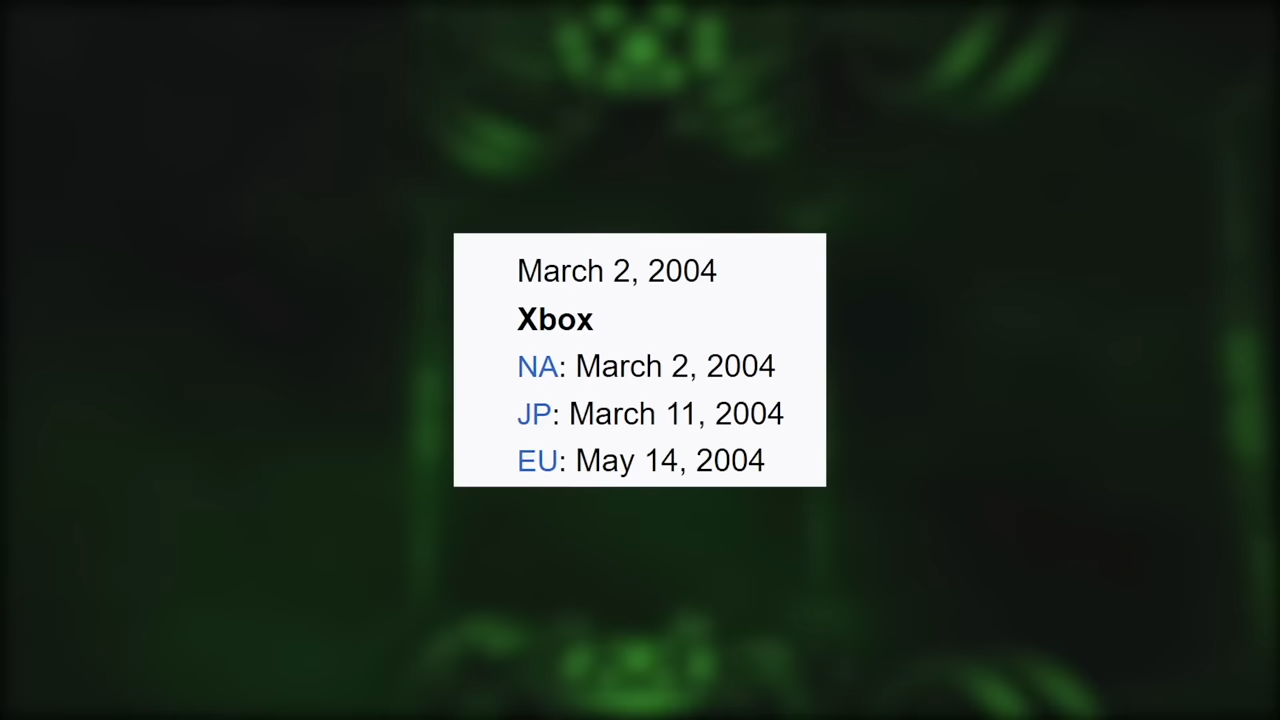 March 2, 2004
Xbox
NA: March 2, 2004
JP: March 11, 2004
EU: May 14, 2004